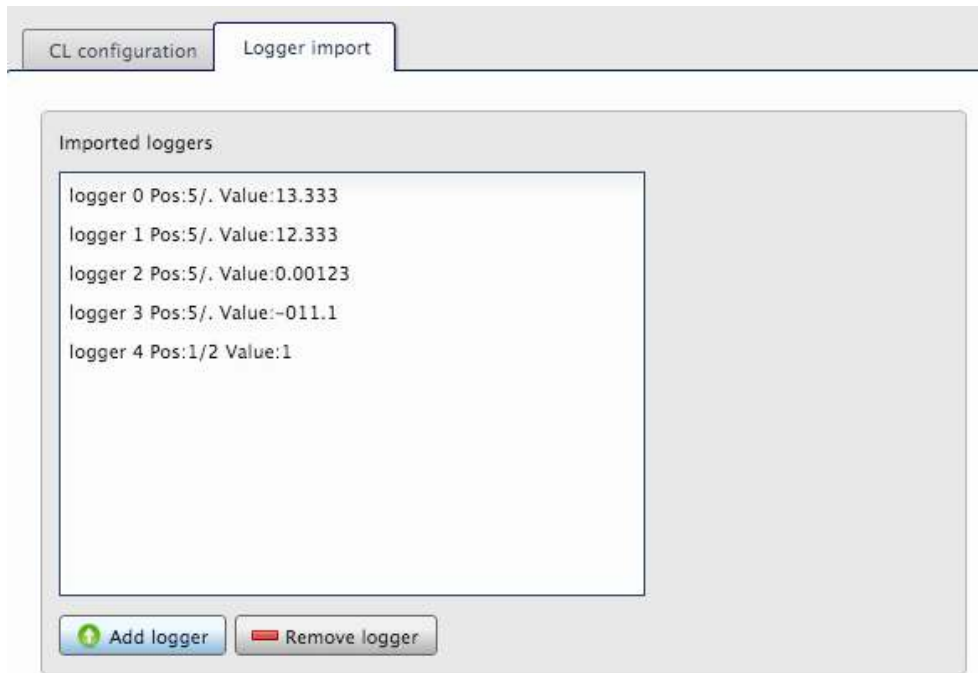 CL configuration Logger import
Imported loggers
logger 0 Pos:5/. Value:13.333
logger 1 Pos:5/. Value:12.333
logger 2 Pos:5/. Value:0.00123
logger 3 Pos:5/. Value:-011.1
logger 4 Pos:1/2 Value:1
Add logger Remove logger